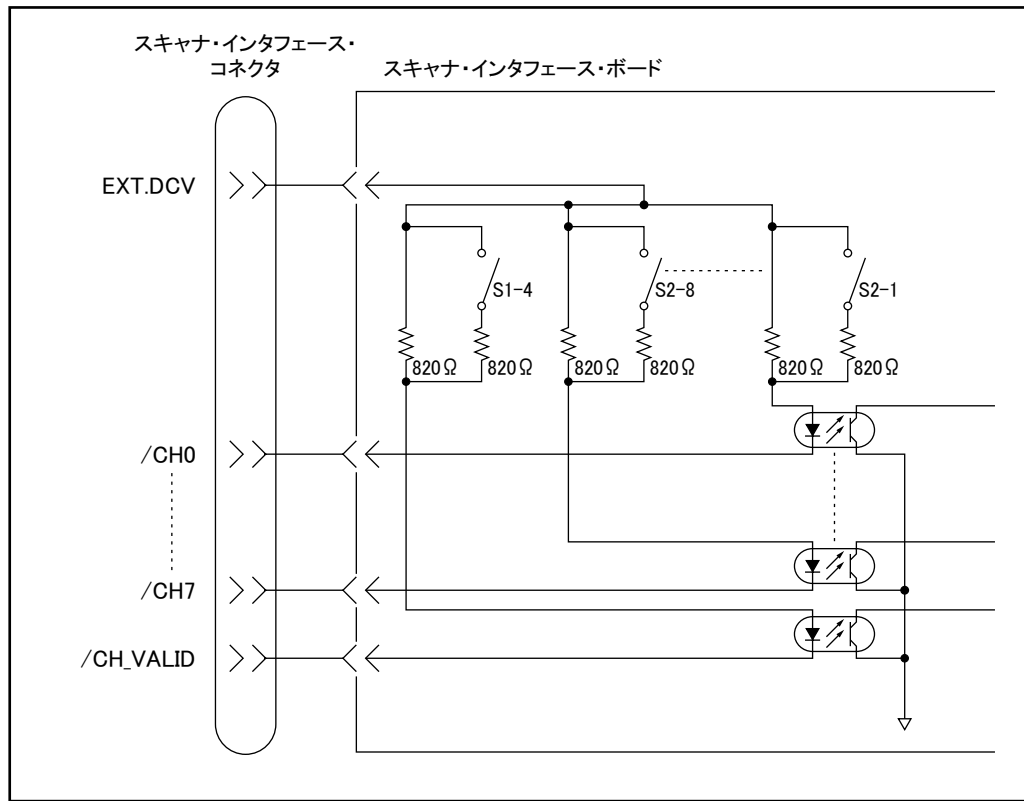 スキャナ・インタフェース・
コネクタ
スキャナ・インタフェース・ボード
EXT.DCV
S1-4
S2-8
S2-1
820Ω
820Ω
820Ω
820Ω
820Ω
820Ω
/CH0
/CH7
/CH_VALID